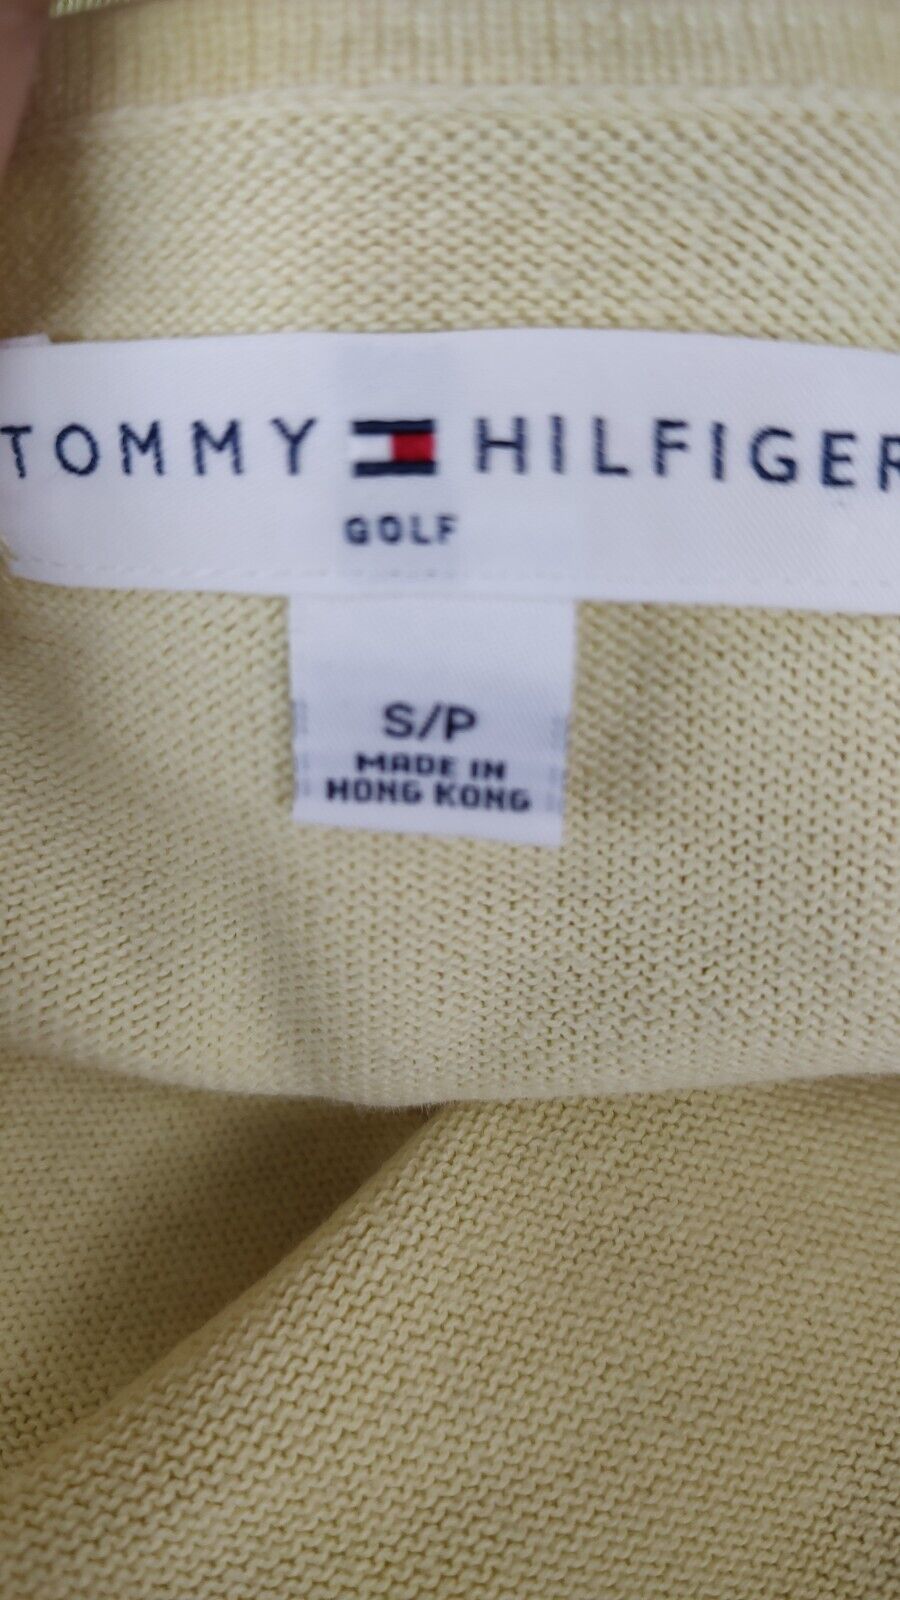 TOMMY HILFIGER
GOLF
S/P
MADE IN
HONG KONG